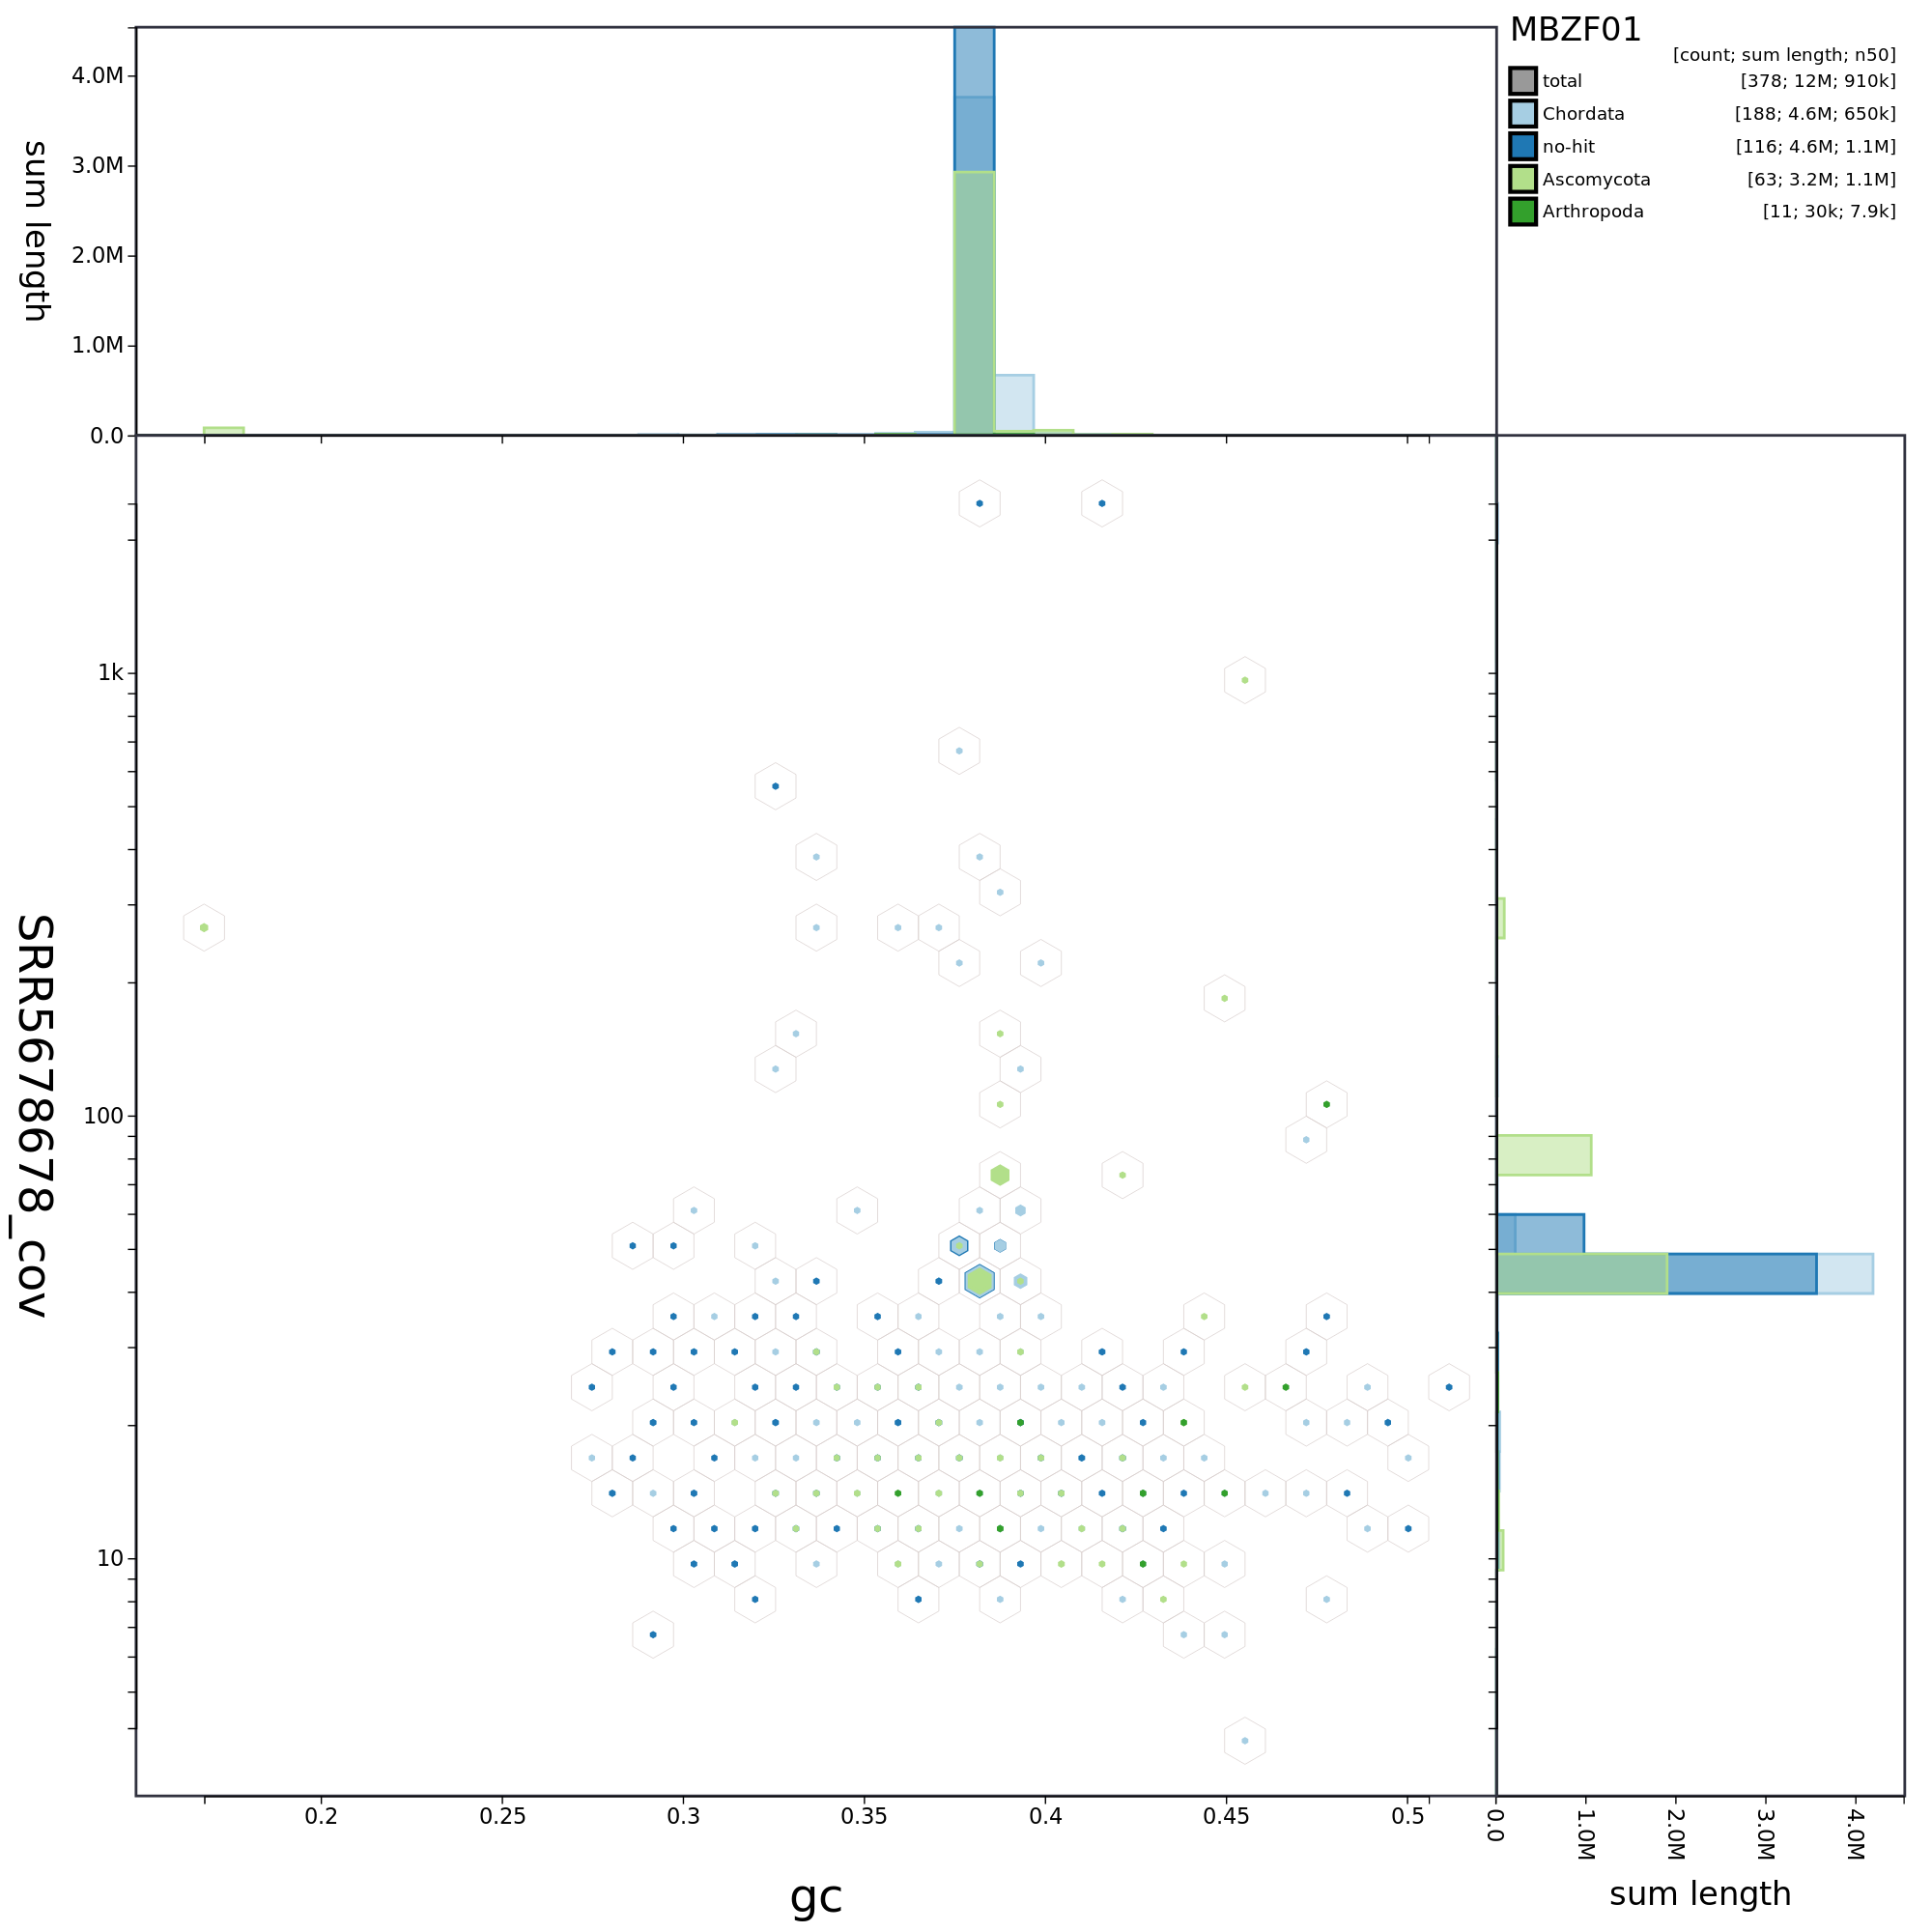 MBZF01
[count; sum length; n50]
total [378; 12M; 910k]
Chordata [188; 4.6M; 650k]
no-hit [116; 4.6M; 1.1M]
Ascomycota [63; 3.2M; 1.1M]
Arthropoda [11; 30k; 7.9k]
sum length
4.0M
3.0M
2.0M
1.0M
0.0
SRR5678678_cov
1k
100
10
0.2 0.25 0.3 0.35 0.4 0.45 0.5
gc
0.0 1.0M 2.0M 3.0M 4.0M
sum length